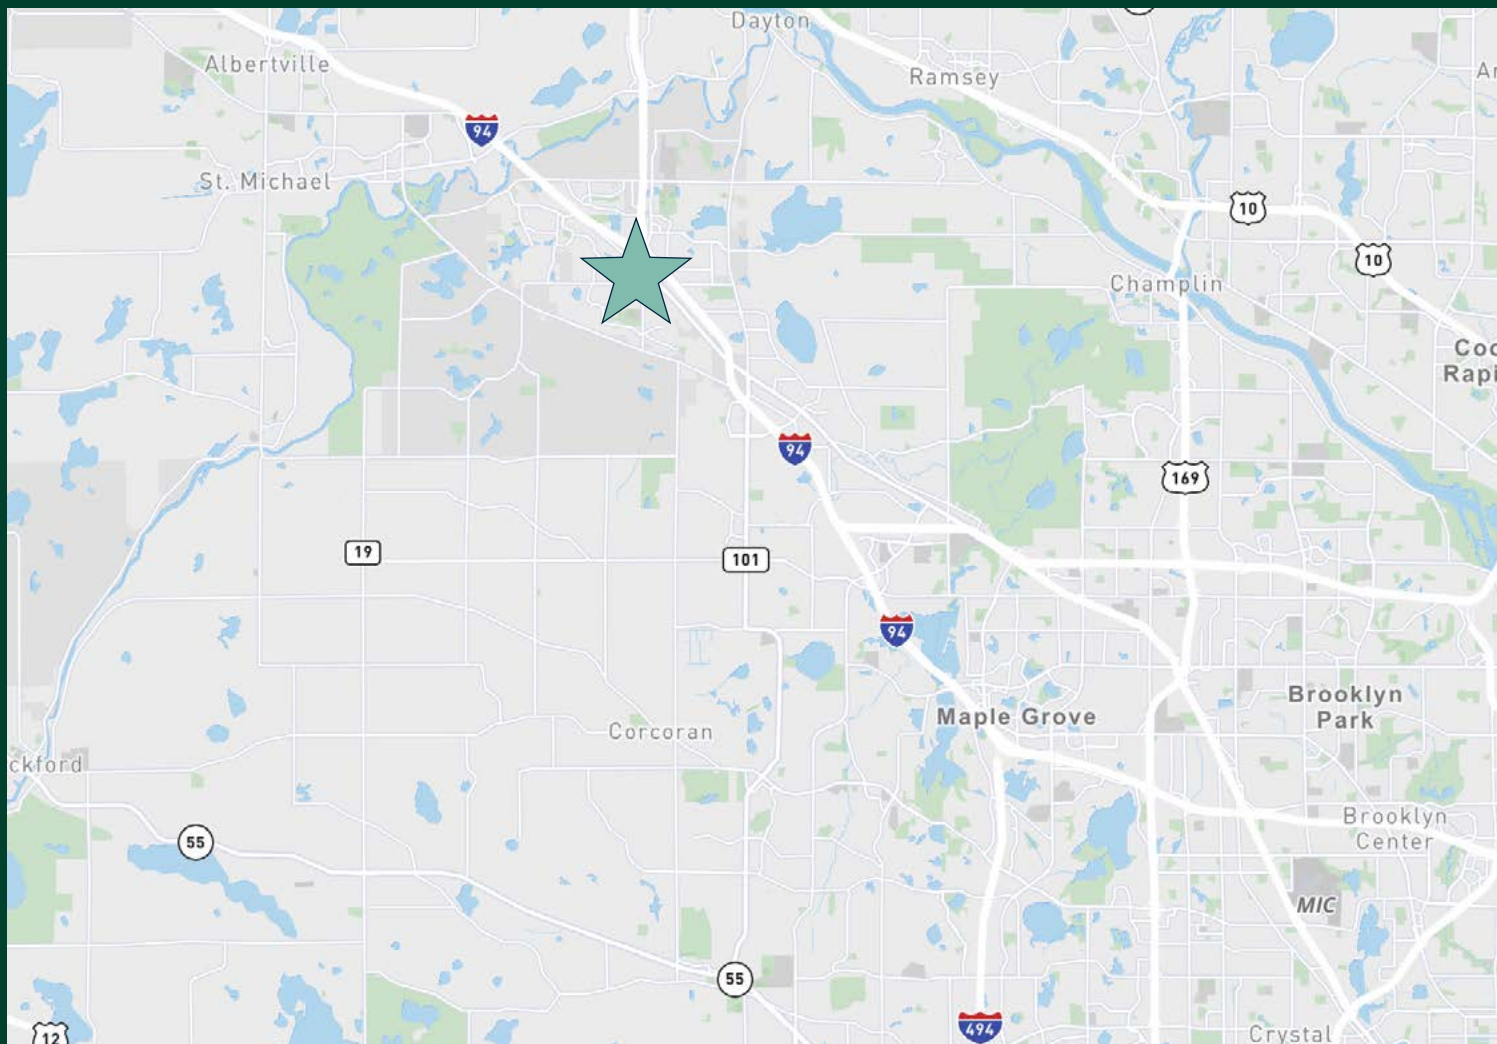 Dayton
Albertville
Ramsey
94
St. Michael
10
10
Champlin
94
169
19
101
94
Brooklyn
Park
Maple Grove
Corcoran
Brooklyn
Center
55
MIC
55
494
12
Crystal